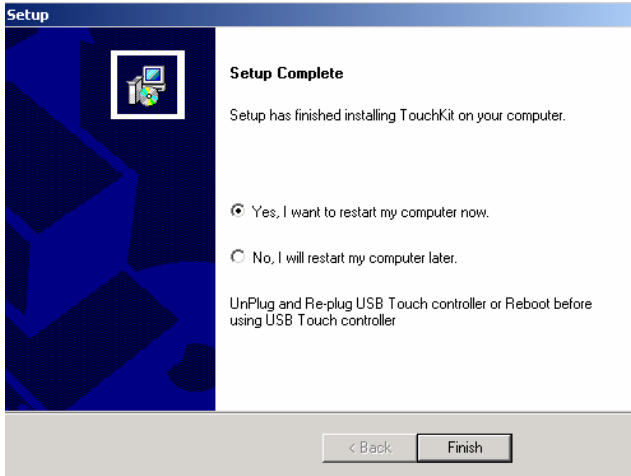 Setup
Setup Complete
Setup has finished installing TouchKit on your computer.
Yes, I want to restart my computer now.
No, I will restart my computer later.
UnPlug and Re-plug USB Touch controller or Reboot before
using USB Touch controller
< Back
Finish